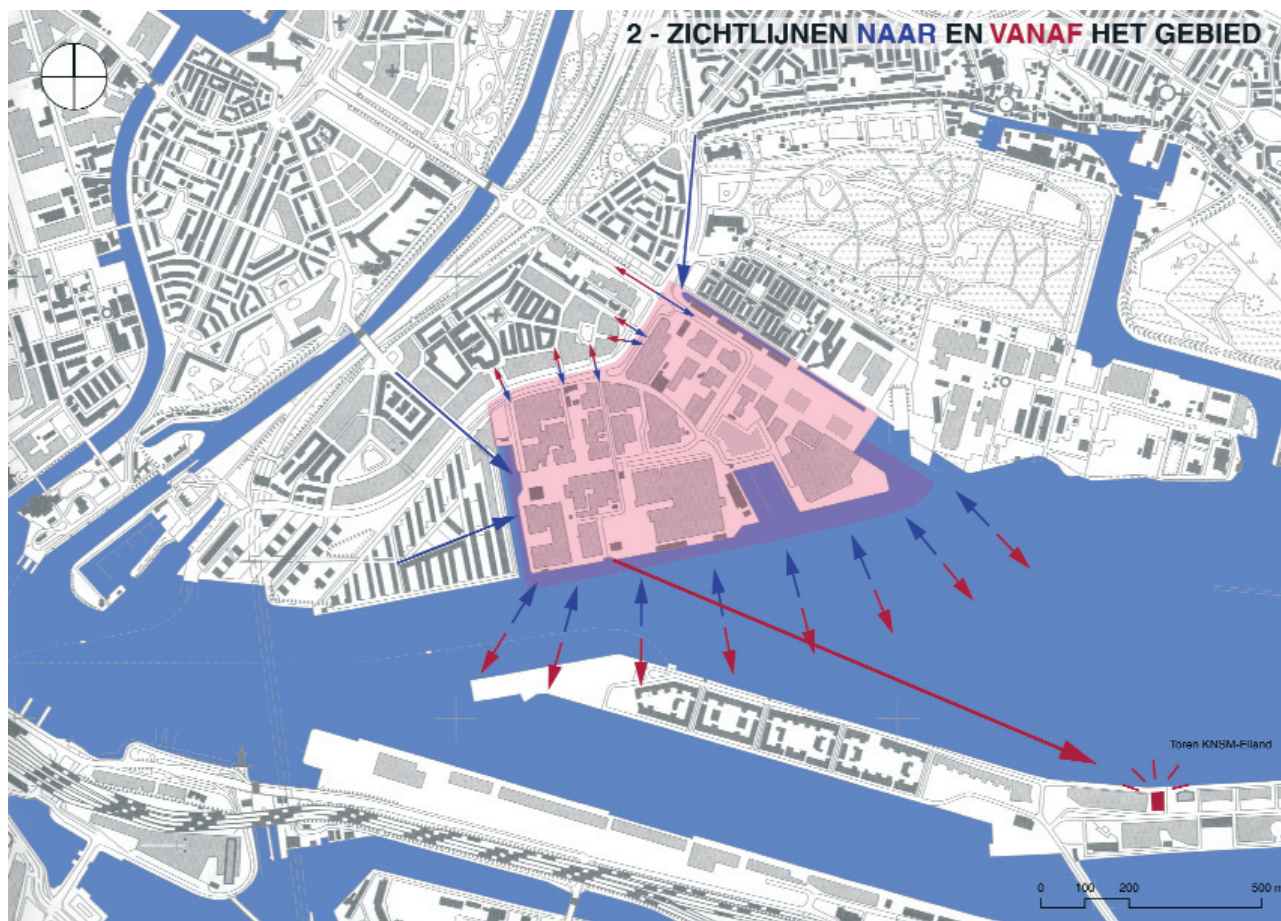 2 - ZICHTLIJNEN NAAR EN VANAF HET GEBIED
Toren KNSM-Eiland
0 100 200 500 m